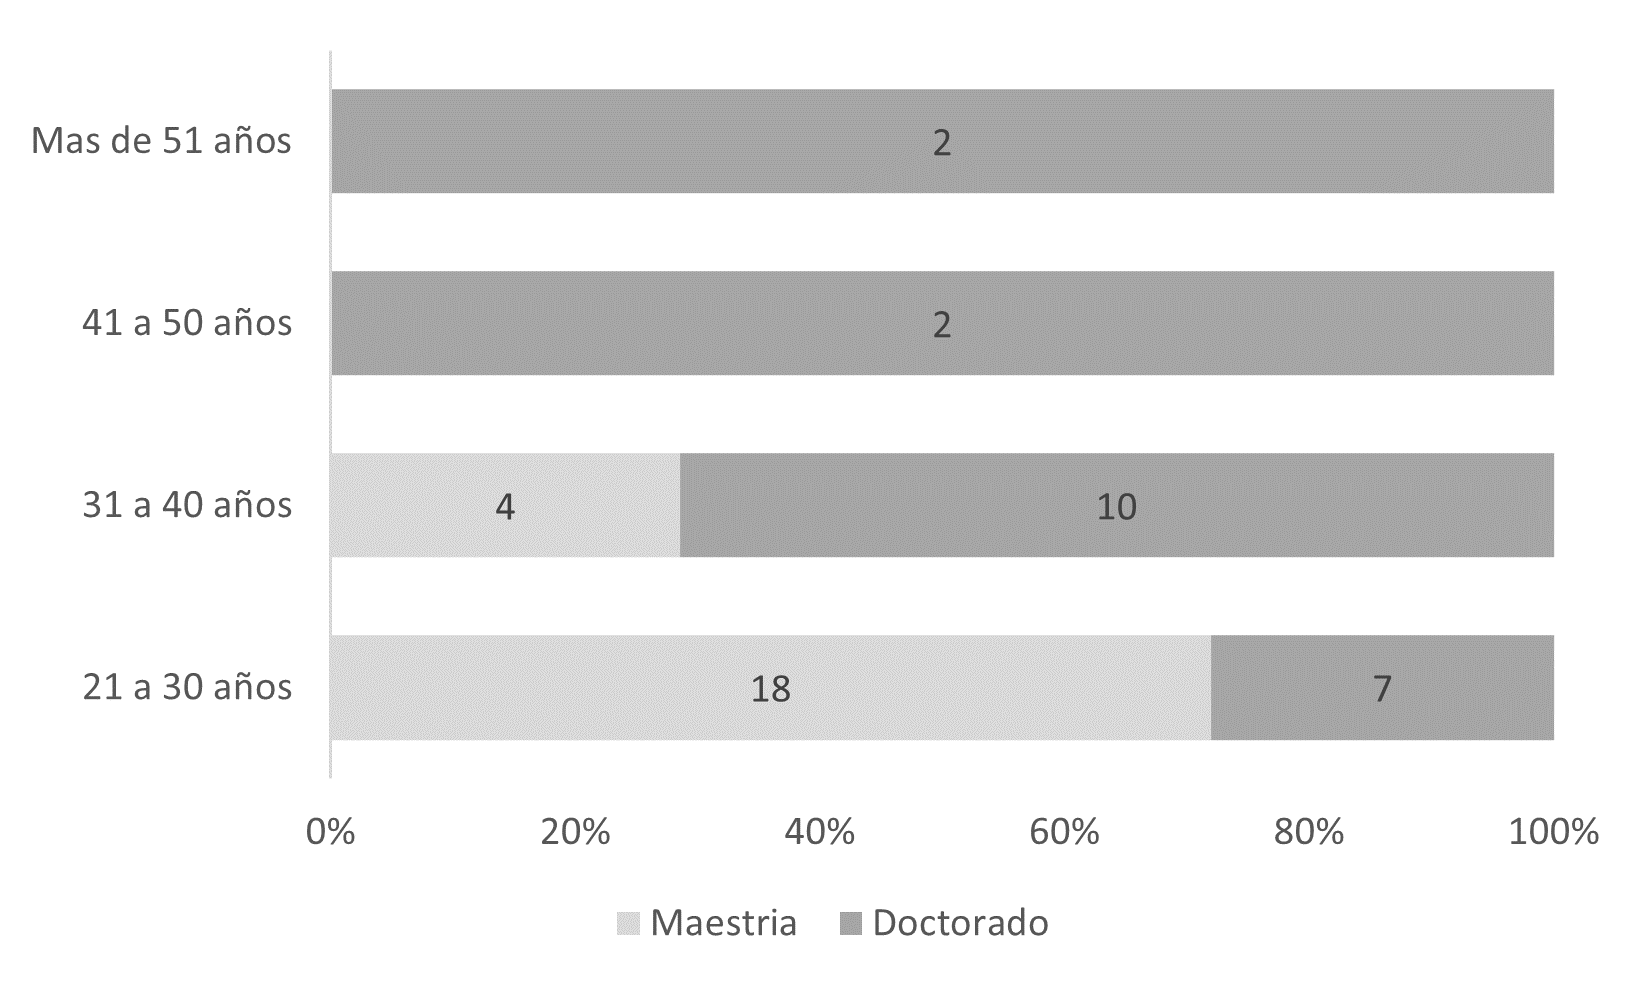 Mas de 51 años
2
41 a 50 años
2
31 a 40 años
4 10
21 a 30 años
18 7
0% 20% 40% 60% 80% 100%
Maestria Doctorado